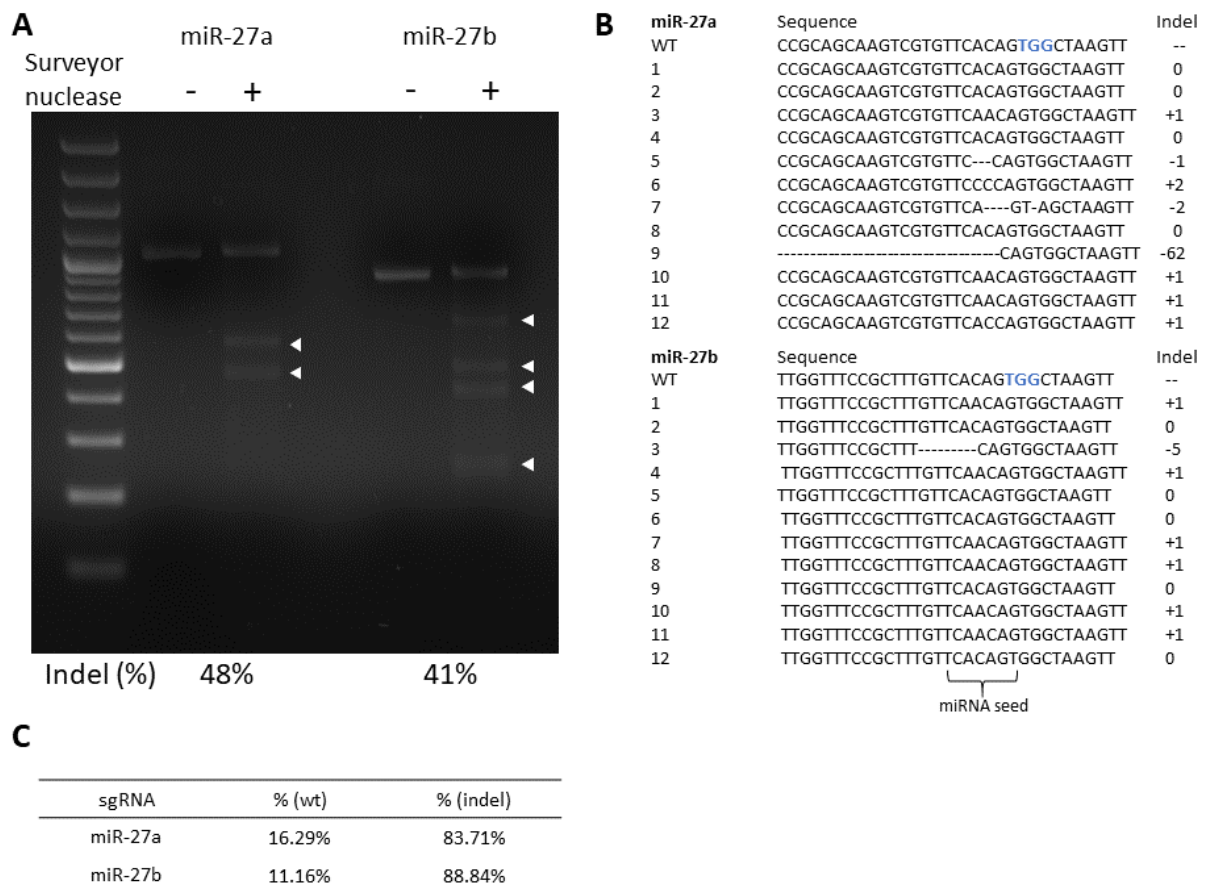 A
miR-27a miR-27b
Surveyor
nuclease - + - +
Indel (%) 48% 41%
B
miR-27a Sequence Indel
WT CCGCAGCAAGTCGTGTTCACAGTGGCTAAGTT --
1 CCGCAGCAAGTCGTGTTCACAGTGGCTAAGTT 0
2 CCGCAGCAAGTCGTGTTCACAGTGGCTAAGTT 0
3 CCGCAGCAAGTCGTGTTCAACAGTGGCTAAGTT +1
4 CCGCAGCAAGTCGTGTTCACAGTGGCTAAGTT 0
5 CCGCAGCAAGTCGTGTTC---CAGTGGCTAAGTT -1
6 CCGCAGCAAGTCGTGTTCCCCAGTGGCTAAGTT +2
7 CCGCAGCAAGTCGTGTTCA----GT-AGCTAAGTT -2
8 CCGCAGCAAGTCGTGTTCACAGTGGCTAAGTT 0
9 ----------------------------------CAGTGGCTAAGTT -62
10 CCGCAGCAAGTCGTGTTCAACAGTGGCTAAGTT +1
11 CCGCAGCAAGTCGTGTTCAACAGTGGCTAAGTT +1
12 CCGCAGCAAGTCGTGTTCACCAGTGGCTAAGTT +1
miR-27b Sequence Indel
WT TTGGTTTCCGCTTTGTTCACAGTGGCTAAGTT --
1 TTGGTTTCCGCTTTGTTCAACAGTGGCTAAGTT +1
2 TTGGTTTCCGCTTTGTTCACAGTGGCTAAGTT 0
3 TTGGTTTCCGCTTT---------CAGTGGCTAAGTT -5
4 TTGGTTTCCGCTTTGTTCAACAGTGGCTAAGTT +1
5 TTGGTTTCCGCTTTGTTCACAGTGGCTAAGTT 0
6 TTGGTTTCCGCTTTGTTCACAGTGGCTAAGTT 0
7 TTGGTTTCCGCTTTGTTCAACAGTGGCTAAGTT +1
8 TTGGTTTCCGCTTTGTTCAACAGTGGCTAAGTT +1
9 TTGGTTTCCGCTTTGTTCACAGTGGCTAAGTT 0
10 TTGGTTTCCGCTTTGTTCAACAGTGGCTAAGTT +1
11 TTGGTTTCCGCTTTGTTCAACAGTGGCTAAGTT +1
12 TTGGTTTCCGCTTTGTTCACAGTGGCTAAGTT 0
miRNA seed
C
sgRNA % (wt) % (indel)
miR-27a 16.29% 83.71%
miR-27b 11.16% 88.84%